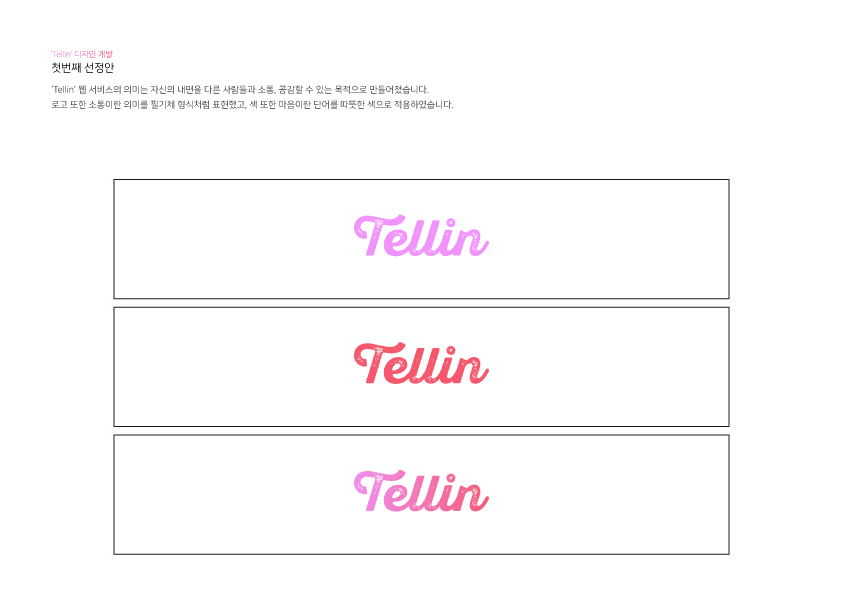 'Tellin' 디자인 개발
첫번째 선정안
'Tellin' 웹 서비스의 의미는 자신의 내면을 다른 사람들과 소통, 공감할 수 있는 목적으로 만들어졌습니다.
로고 또한 소통이란 의미를 필기체 형식처럼 표현했고, 색 또한 마음이란 단어를 따뜻한 색으로 적용하였습니다.
Tellin
Tellin
Tellin